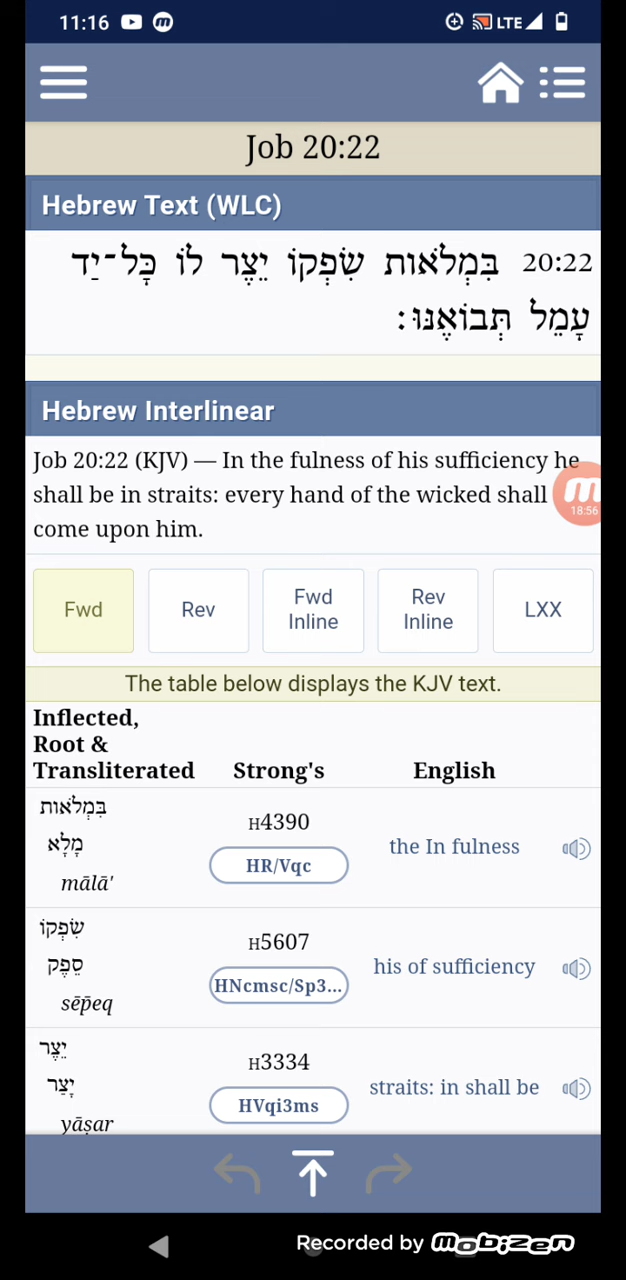 11:16
LTE
Job 20:22
Hebrew Text (WLC)
20:22 בִּמְלֹאות שִׂפְקוֹ יֵצֶר לוֹ כָּל־יַד
עָמֵל תְּבוֹאֶנּוּ׃
Hebrew Interlinear
Job 20:22 (KJV) — In the fulness of his sufficiency he
shall be in straits: every hand of the wicked shall
come upon him.
18:56
Fwd
Rev
Fwd
Inline
Rev
Inline
LXX
The table below displays the KJV text.
Inflected,
Root &
Transliterated
Strong's
English
בִּמְלֹאות
מָלָא
mālā'
H4390
HR/Vqc
the In fulness
שִׂפְקוֹ
סֵפֶק
sēp̄eq
H5607
HNcmsc/Sp3...
his of sufficiency
יֵצֶר
יָצַר
yāṣar
H3334
HVqi3ms
straits: in shall be
Recorded by Mobizen